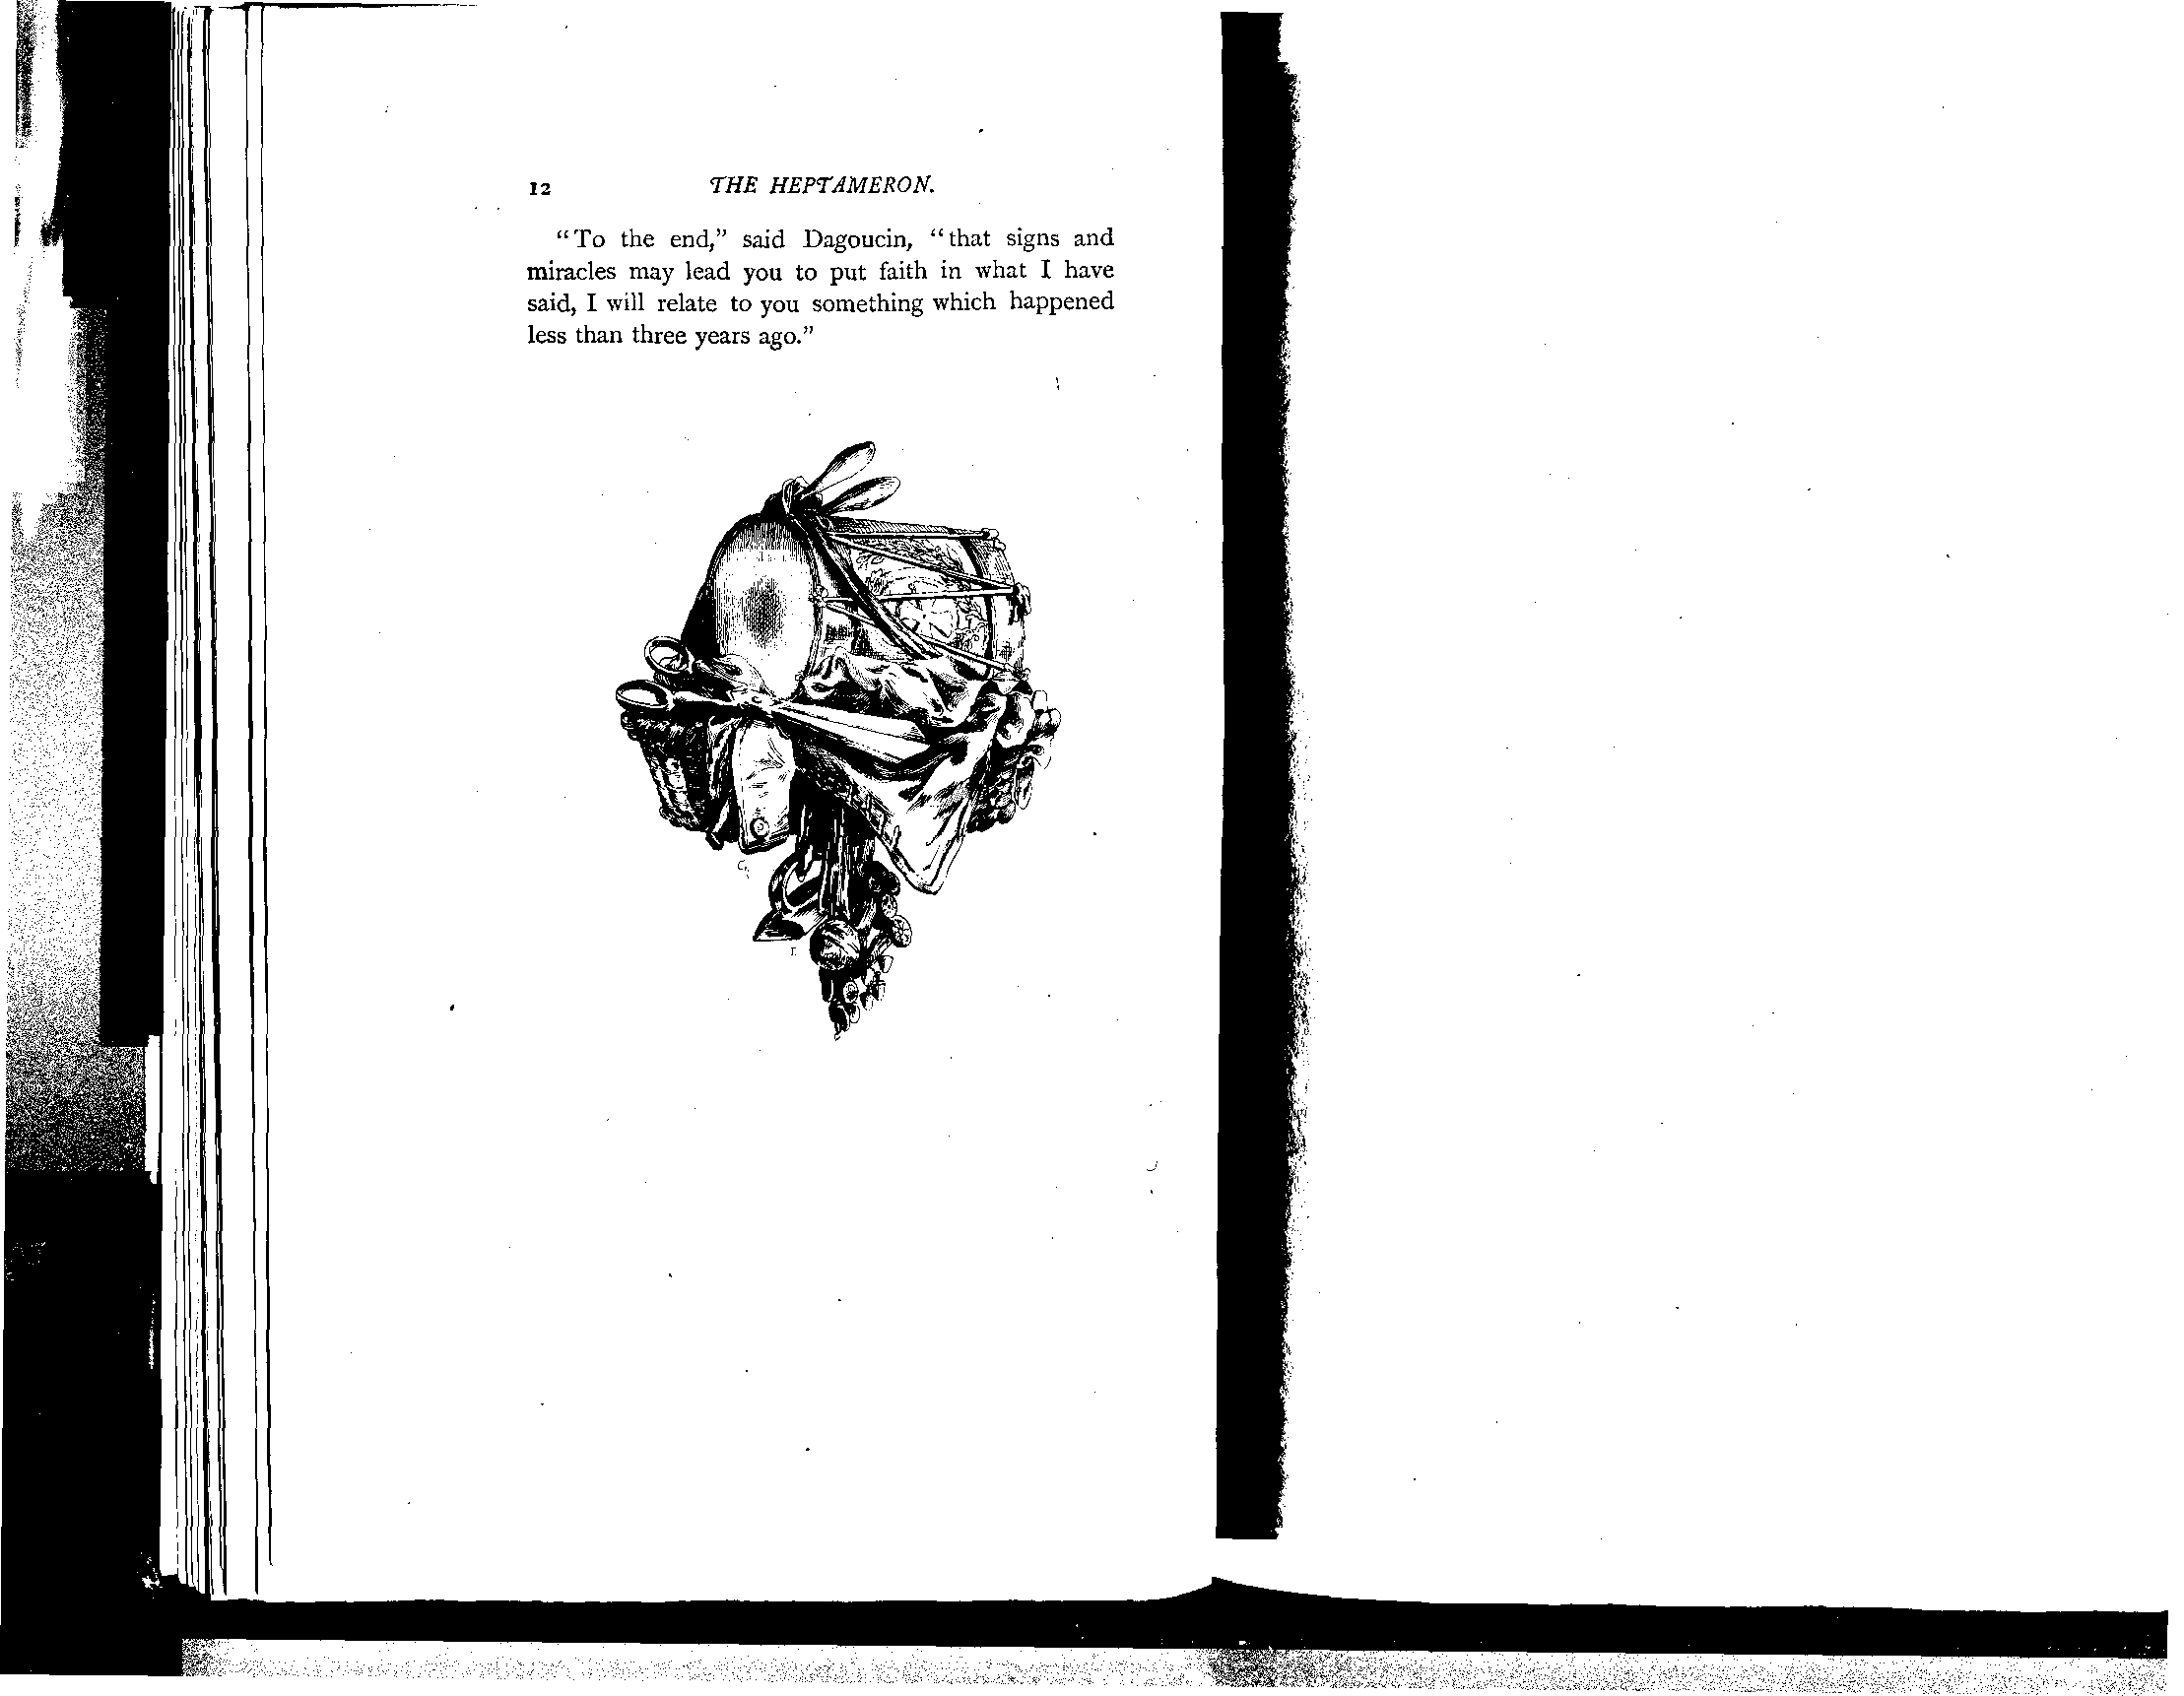 12 THE HEPTAMERON.
“To the end,” said Dagoucin, “that signs and
miracles may lead you to put faith in what I have
said, I will relate to you something which happened
less than three years ago.”